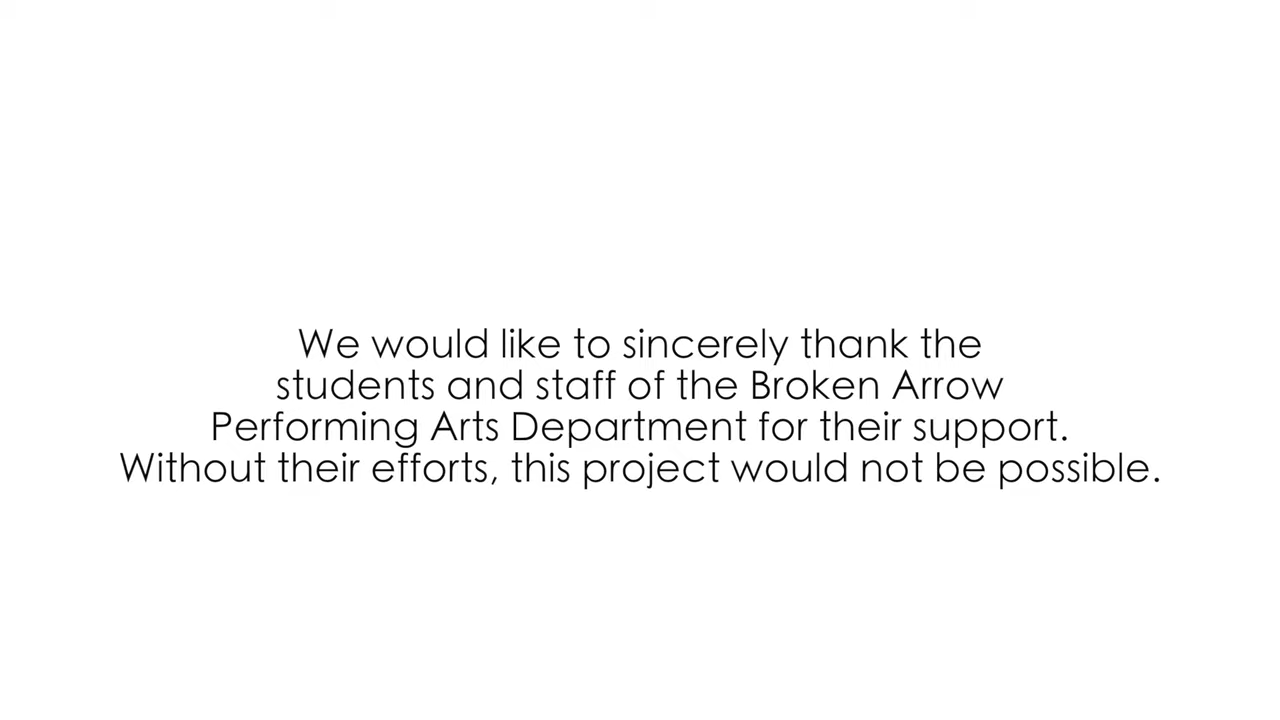 We would like to sincerely thank the
students and staff of the Broken Arrow
Performing Arts Department for their support.
Without their efforts, this project would not be possible.